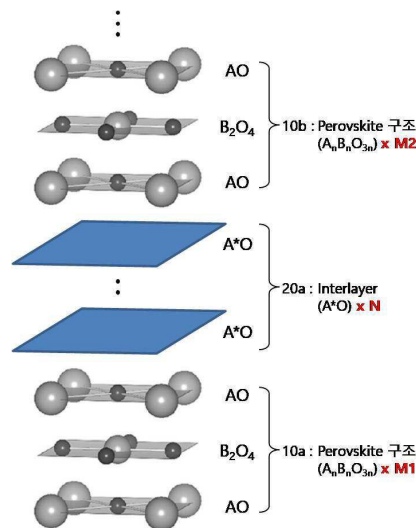 AO
B₂O₄
AO
10b : Perovskite 구조
(AₙBₙO₃ₙ) x M2
A*O
A*O
20a : Interlayer
(A*O) x N
AO
B₂O₄
AO
10a : Perovskite 구조
(AₙBₙO₃ₙ) x M1